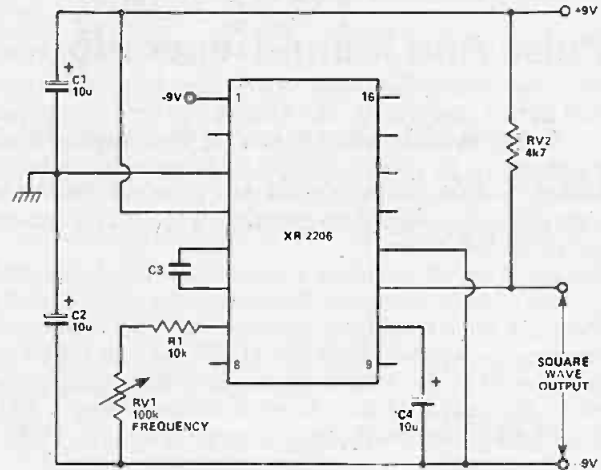 +9V
C1
10u
-9V
1
16
RV2
4k7
XR 2206
C3
C2
10u
R1
10k
SQUARE
WAVE
OUTPUT
8
9
RV1
100k
FREQUENCY
C4
10u
-9V